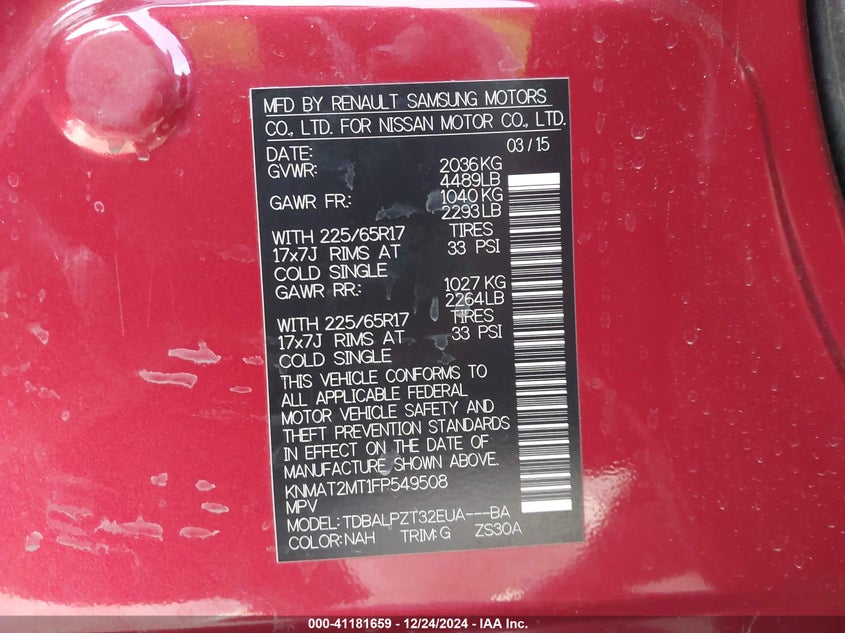 MFD BY RENAULT SAMSUNG MOTORS
CO., LTD. FOR NISSAN MOTOR CO., LTD.
DATE: 03/15
GVWR: 2036KG
4489LB
GAWR FR.: 1040KG
2293LB
WITH 225/65R17 TIRES
17x7J RIMS AT 33 PSI
COLD SINGLE
GAWR RR.: 1027KG
2264LB
WITH 225/65R17 TIRES
17x7J RIMS AT 33 PSI
COLD SINGLE
THIS VEHICLE CONFORMS TO
ALL APPLICABLE FEDERAL
MOTOR VEHICLE SAFETY AND
THEFT PREVENTION STANDARDS
IN EFFECT ON THE DATE OF
MANUFACTURE SHOWN ABOVE.
KNMAT2MT1FP549508
MPV
MODEL: TDBALPZT32EUA---BA
COLOR: NAH TRIM: G ZS30A
000-41181659 - 12/24/2024 - IAA Inc.